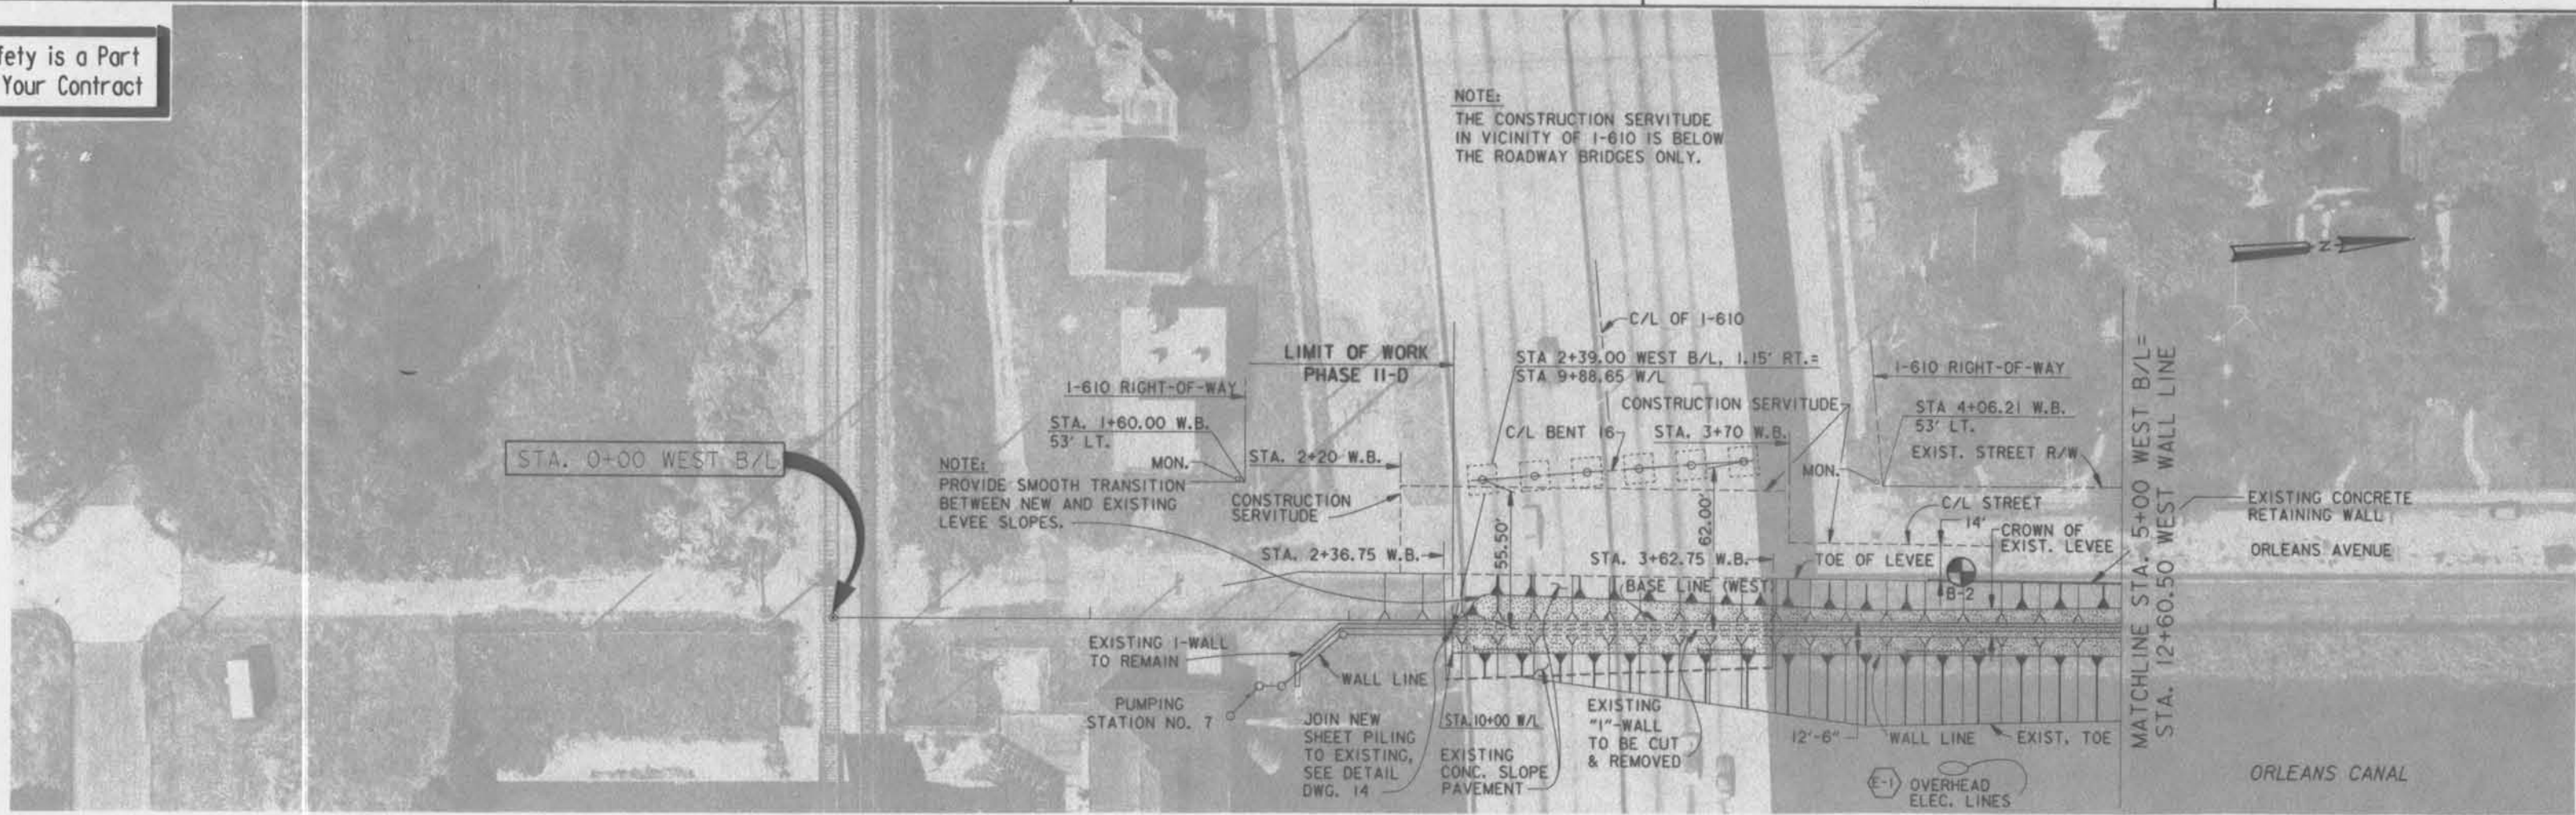 fety is a Part
Your Contract
NOTE:
THE CONSTRUCTION SERVITUDE
IN VICINITY OF I-610 IS BELOW
THE ROADWAY BRIDGES ONLY.
N
C/L OF I-610
LIMIT OF WORK
PHASE II-D
STA 2+39.00 WEST B/L, 1.15' RT.=
STA 9+88.65 W/L
I-610 RIGHT-OF-WAY
I-610 RIGHT-OF-WAY
CONSTRUCTION SERVITUDE
STA. 1+60.00 W.B.
53' LT.
STA 4+06.21 W.B.
53' LT.
C/L BENT 16
STA. 3+70 W.B.
STA. 0+00 WEST B/L
MON.
STA. 2+20 W.B.
MON.
EXIST. STREET R/W
NOTE:
PROVIDE SMOOTH TRANSITION
BETWEEN NEW AND EXISTING
LEVEE SLOPES.
CONSTRUCTION
SERVITUDE
C/L STREET
14'
CROWN OF
EXIST. LEVEE
EXISTING CONCRETE
RETAINING WALL
ORLEANS AVENUE
STA. 2+36.75 W.B.
55.50'
62.00'
STA. 3+62.75 W.B.
TOE OF LEVEE
BASE LINE (WEST)
B-2
MATCHLINE STA. 5+00 WEST B/L=
STA. 12+60.50 WEST WALL LINE
EXISTING I-WALL
TO REMAIN
WALL LINE
PUMPING
STATION NO. 7
JOIN NEW
SHEET PILING
TO EXISTING,
SEE DETAIL
DWG. 14
STA.10+00 W/L
EXISTING
CONC. SLOPE
PAVEMENT
EXISTING
"I"-WALL
TO BE CUT
& REMOVED
12'-6"
WALL LINE
EXIST. TOE
E-1
OVERHEAD
ELEC. LINES
ORLEANS CANAL